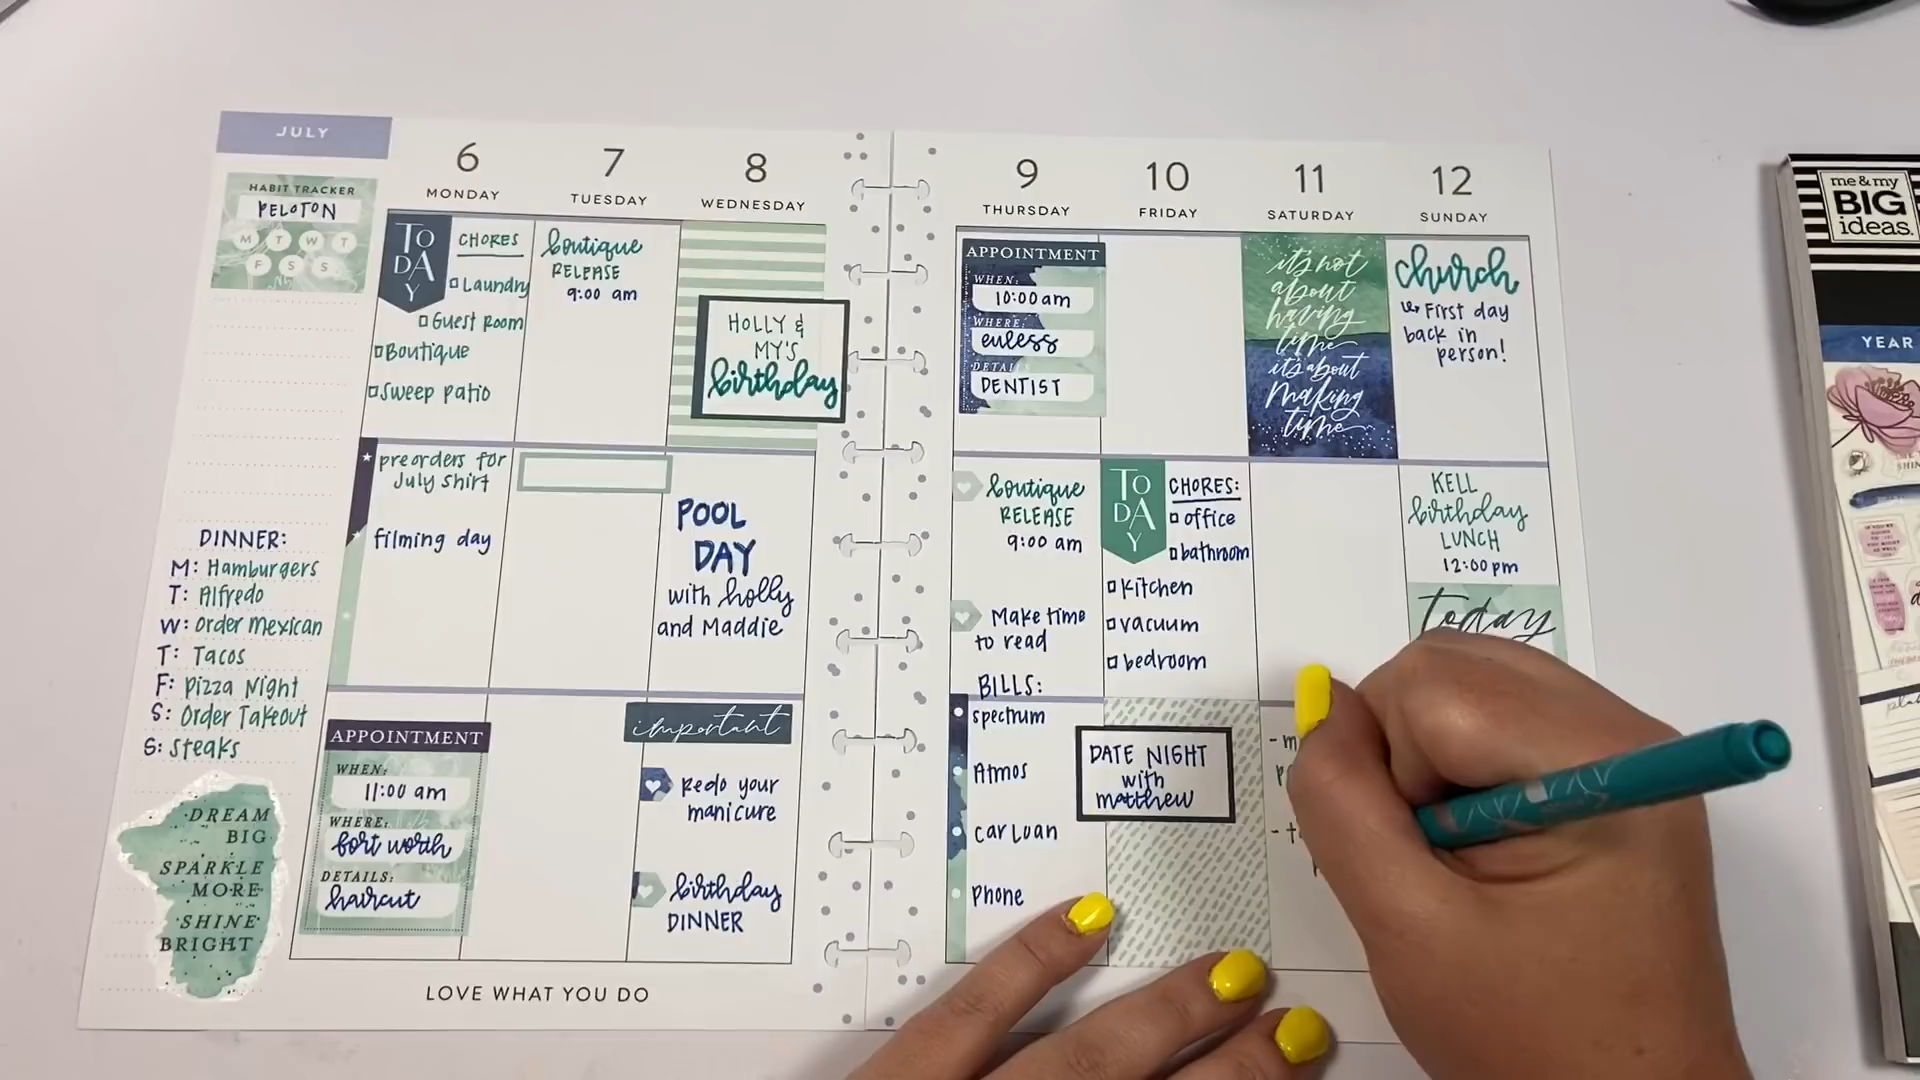 JULY
HABIT TRACKER
PELOTON
M T W T
F S S
DINNER:
M: Hamburgers
T: Alfredo
W: Order Mexican
T: Tacos
F: Pizza Night
S: Order Takeout
S: Steaks
DREAM
BIG
SPARKLE
MORE
SHINE
BRIGHT
6
MONDAY
TODAY
CHORES
Laundry
Guest Room
Boutique
Sweep Patio
preorders for
July Shirt
filming day
APPOINTMENT
WHEN:
11:00 am
WHERE:
fort worth
DETAILS:
haircut
7
TUESDAY
boutique
RELEASE
9:00 am
8
WEDNESDAY
HOLLY &
MY'S
birthday
POOL
DAY
with holly
and Maddie
important
Redo your
manicure
birthday
DINNER
LOVE WHAT YOU DO
9
THURSDAY
APPOINTMENT
WHEN:
10:00am
WHERE:
euless
DENTIST
boutique
RELEASE
9:00 am
Make time
to read
BILLS:
spectrum
Atmos
car Loan
Phone
10
FRIDAY
TODAY
CHORES:
office
bathroom
kitchen
vacuum
bedroom
DATE NIGHT
with
matthew
11
SATURDAY
it's not
about
having
time
it's about
making
time
12
SUNDAY
church
First day
back in
person!
KELL
birthday
LUNCH
12:00pm
today
me & my
BIG
ideas.
YEAR